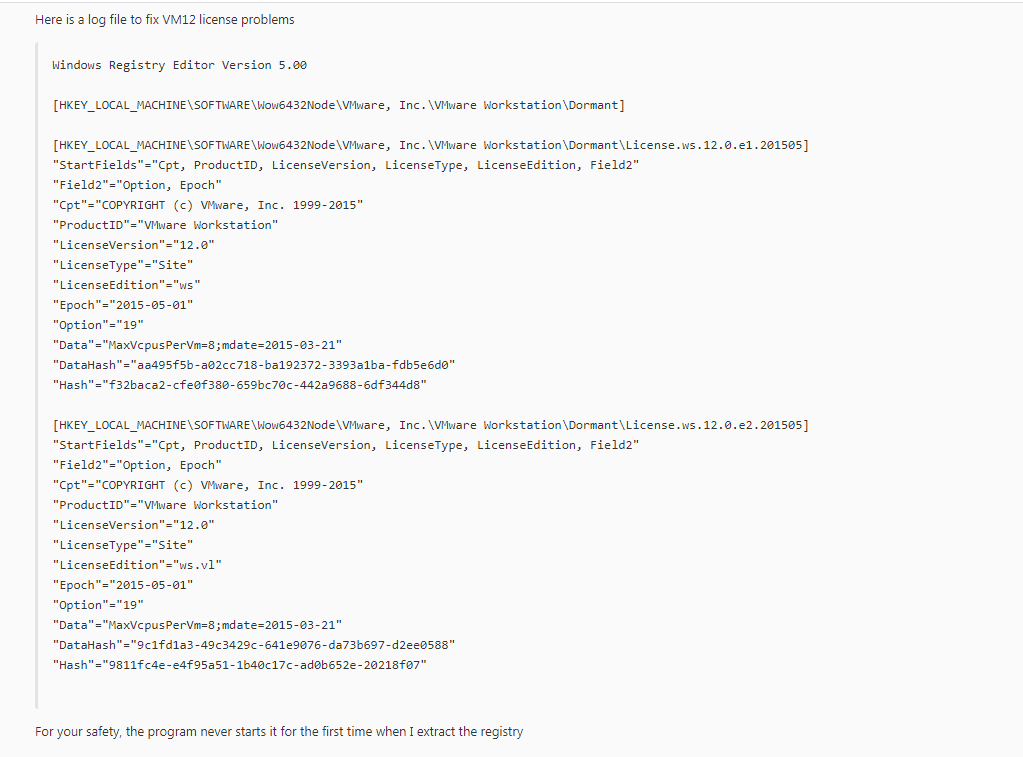 Here is a log file to fix VM12 license problems
Windows Registry Editor Version 5.00
[HKEY_LOCAL_MACHINE\SOFTWARE\Wow6432Node\VMware, Inc.\VMware Workstation\Dormant]
[HKEY_LOCAL_MACHINE\SOFTWARE\Wow6432Node\VMware, Inc.\VMware Workstation\Dormant\License.ws.12.0.e1.201505]
"StartFields"="Cpt, ProductID, LicenseVersion, LicenseType, LicenseEdition, Field2"
"Field2"="Option, Epoch"
"Cpt"="COPYRIGHT (c) VMware, Inc. 1999-2015"
"ProductID"="VMware Workstation"
"LicenseVersion"="12.0"
"LicenseType"="Site"
"LicenseEdition"="ws"
"Epoch"="2015-05-01"
"Option"="19"
"Data"="MaxVcpusPerVm=8;mdate=2015-03-21"
"DataHash"="aa495f5b-a02cc718-ba192372-3393a1ba-fdb5e6d0"
"Hash"="f32baca2-cfe0f380-659bc70c-442a9688-6df344d8"
[HKEY_LOCAL_MACHINE\SOFTWARE\Wow6432Node\VMware, Inc.\VMware Workstation\Dormant\License.ws.12.0.e2.201505]
"StartFields"="Cpt, ProductID, LicenseVersion, LicenseType, LicenseEdition, Field2"
"Field2"="Option, Epoch"
"Cpt"="COPYRIGHT (c) VMware, Inc. 1999-2015"
"ProductID"="VMware Workstation"
"LicenseVersion"="12.0"
"LicenseType"="Site"
"LicenseEdition"="ws.vl"
"Epoch"="2015-05-01"
"Option"="19"
"Data"="MaxVcpusPerVm=8;mdate=2015-03-21"
"DataHash"="9c1fd1a3-49c3429c-641e9076-da73b697-d2ee0588"
"Hash"="9811fc4e-e4f95a51-1b40c17c-ad0b652e-20218f07"
For your safety, the program never starts it for the first time when I extract the registry